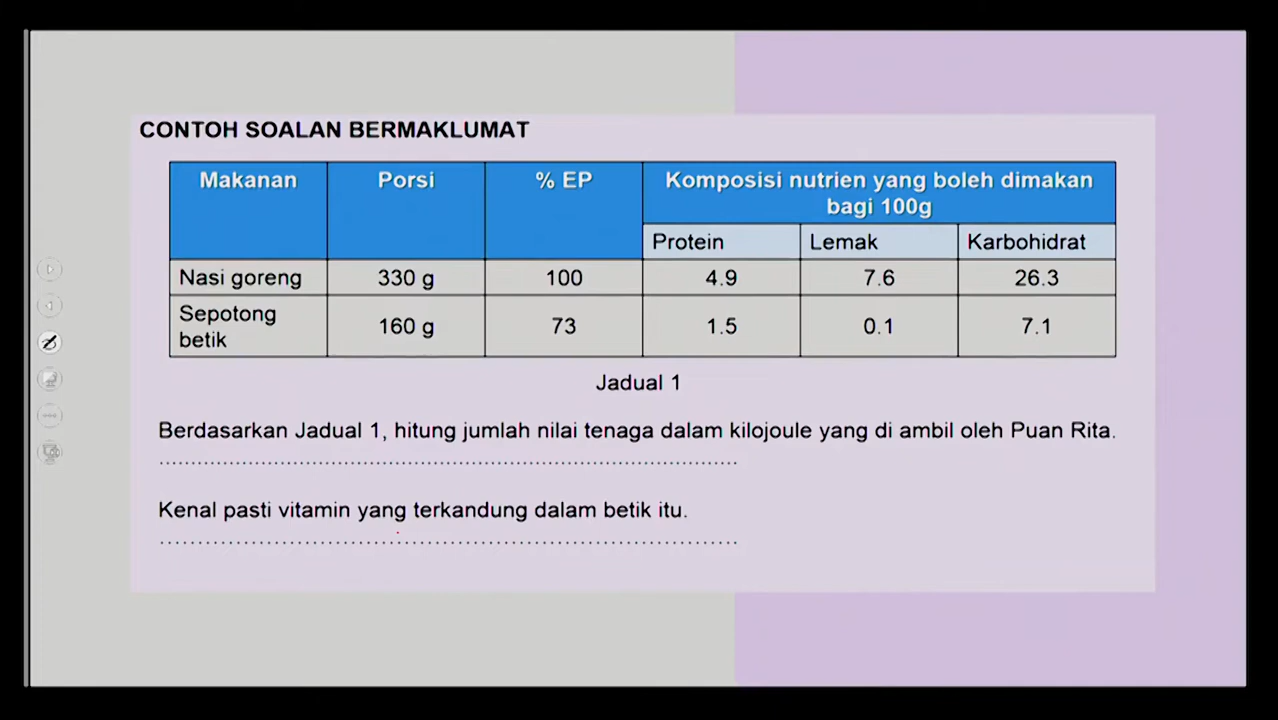 CONTOH SOALAN BERMAKLUMAT
Makanan Porsi % EP Komposisi nutrien yang boleh dimakan
bagi 100g
Protein Lemak Karbohidrat
Nasi goreng 330 g 100 4.9 7.6 26.3
Sepotong
betik 160 g 73 1.5 0.1 7.1
Jadual 1
Berdasarkan Jadual 1, hitung jumlah nilai tenaga dalam kilojoule yang di ambil oleh Puan Rita.
Kenal pasti vitamin yang terkandung dalam betik itu.